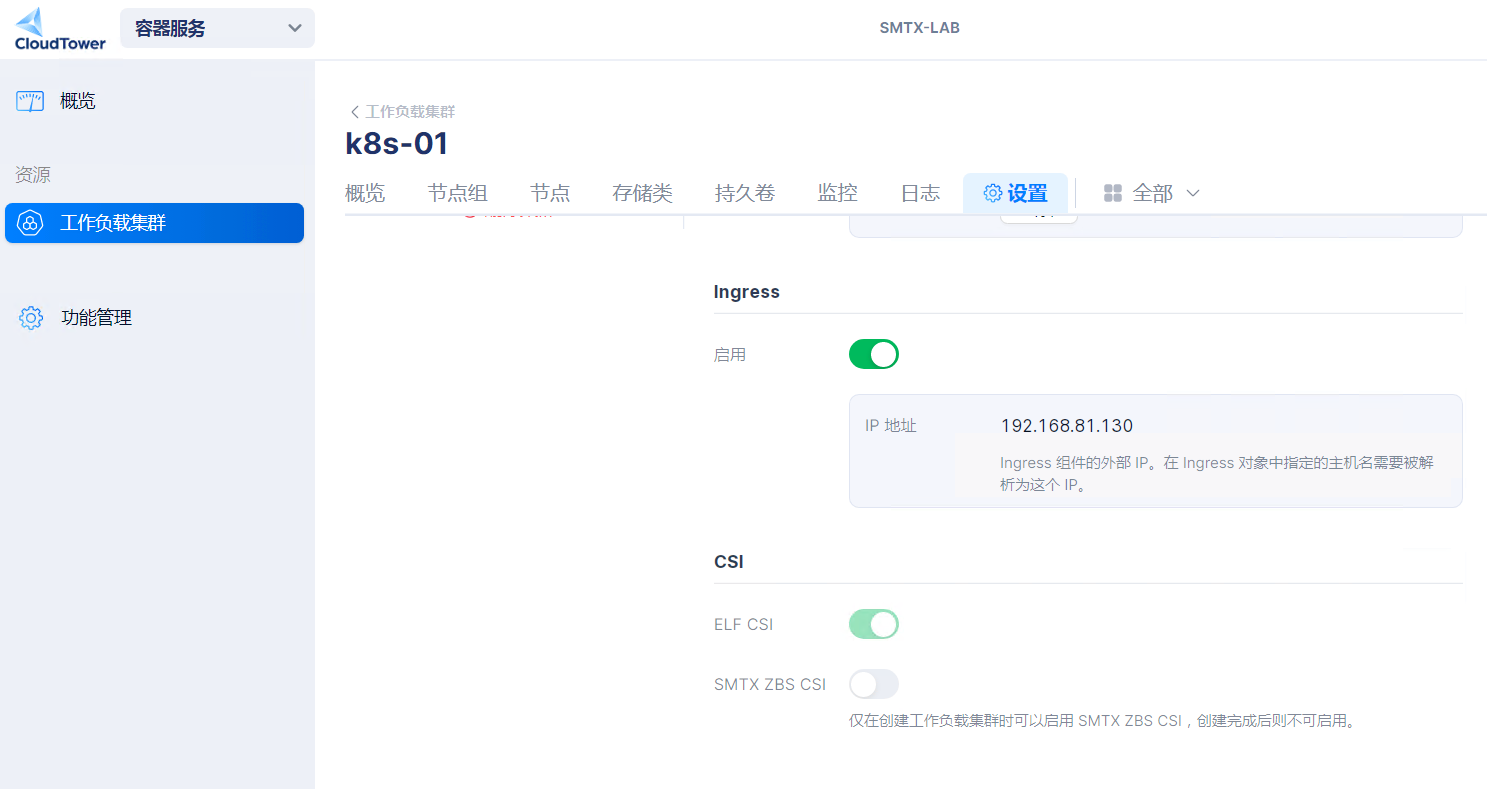 CloudTower
容器服务
SMTX-LAB
概览
资源
工作负载集群
功能管理
工作负载集群
k8s-01
概览
节点组
节点
存储类
持久卷
监控
日志
设置
全部
Ingress
启用
IP 地址
192.168.81.130
Ingress 组件的外部 IP。在 Ingress 对象中指定的主机名需要被解
析为这个 IP。
CSI
ELF CSI
SMTX ZBS CSI
仅在创建工作负载集群时可以启用 SMTX ZBS CSI，创建完成后则不可启用。